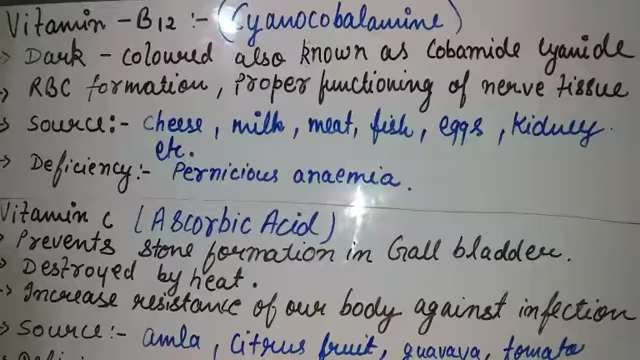 Vitamin - B12 :- (Cyanocobalamine)
→ Dark - coloured also known as Cobamide Cyanide
→ RBC formation, Proper functioning of nerve tissue
→ Source:- Cheese, milk, meat, fish, eggs, Kidney
etc.
→ Deficiency:- Pernicious anaemia.
Vitamin C (Ascorbic Acid)
→ Prevents stone formation in Gall bladder.
→ Destroyed by heat.
→ Increase resistance of our body against infection
→ Source:- amla, Citrus fruit, guavava, tomato